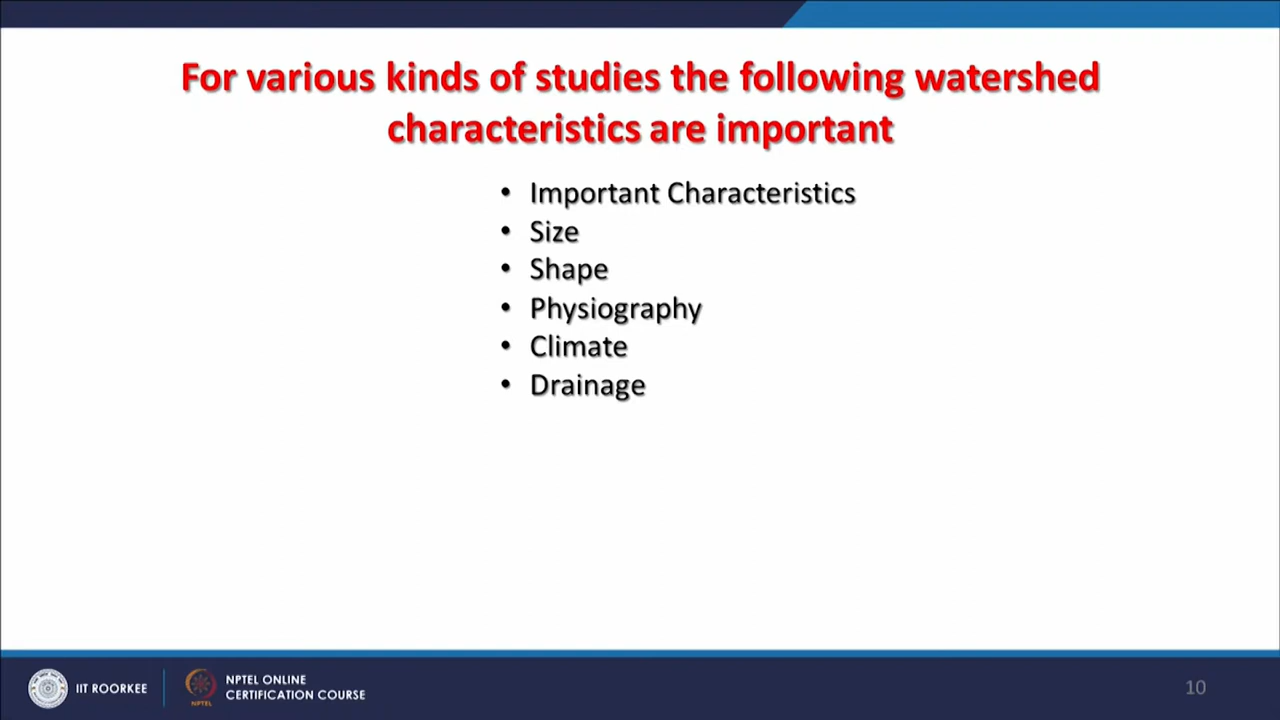 For various kinds of studies the following watershed
characteristics are important
• Important Characteristics
• Size
• Shape
• Physiography
• Climate
• Drainage
IIT ROORKEE
NPTEL
NPTEL ONLINE
CERTIFICATION COURSE
10